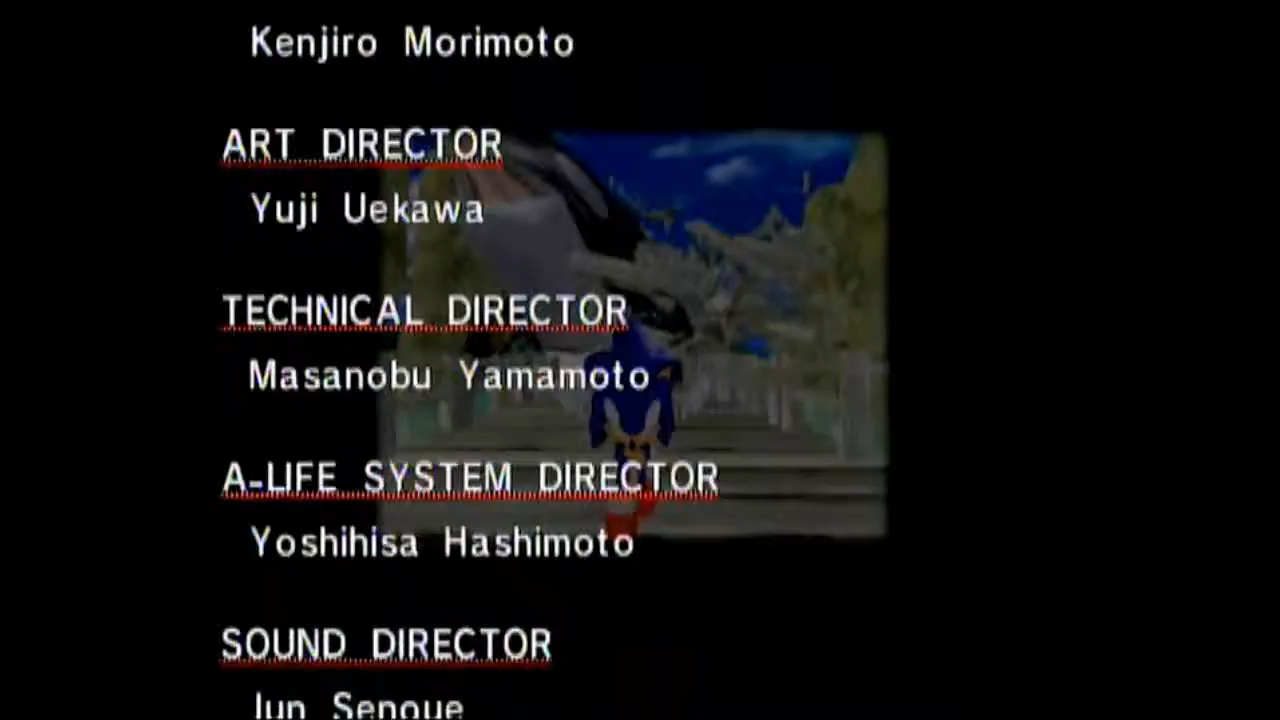 Kenjiro Morimoto
ART DIRECTOR
Yuji Uekawa
TECHNICAL DIRECTOR
Masanobu Yamamoto
A-LIFE SYSTEM DIRECTOR
Yoshihisa Hashimoto
SOUND DIRECTOR
Jun Senoue